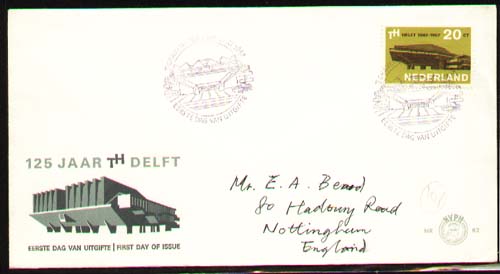 TH DELFT 1842-1967 20 CT
NEDERLAND
EERSTE DAG VAN UITGIFTE
125 JAAR TH DELFT
Mr. E. A. Beard
80 Hadbury Road
Nottingham
England
EERSTE DAG VAN UITGIFTE | FIRST DAY OF ISSUE
NVPH